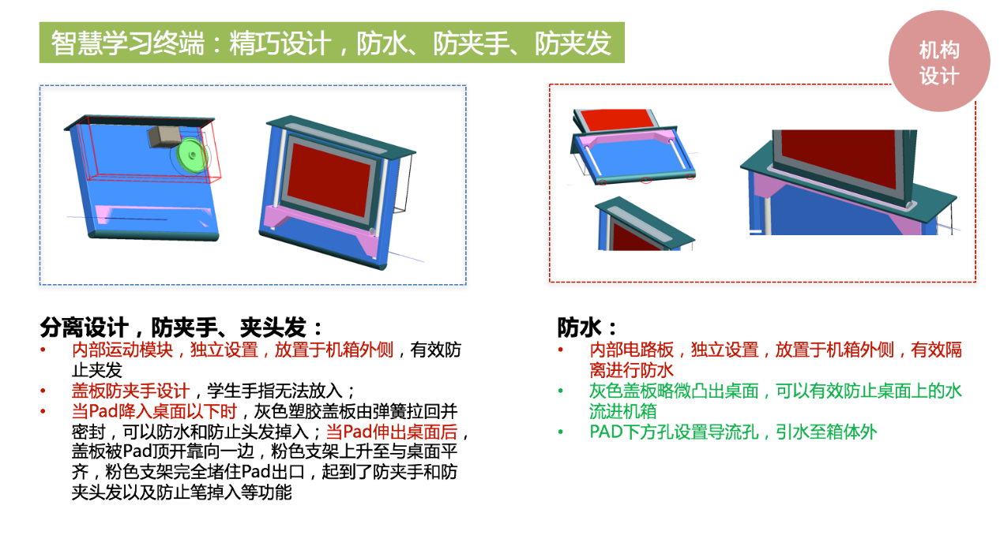 智慧学习终端：精巧设计，防水、防夹手、防夹发
机构
设计
分离设计，防夹手、夹头发：
• 内部运动模块，独立设置，放置于机箱外侧，有效防
止夹发
• 盖板防夹手设计，学生手指无法放入；
• 当Pad降入桌面以下时，灰色塑胶盖板由弹簧拉回并
密封，可以防水和防止头发掉入；当Pad伸出桌面后，
盖板被Pad顶开靠向一边，粉色支架上升至与桌面平
齐，粉色支架完全堵住Pad出口，起到了防夹手和防
夹头发以及防止笔掉入等功能
防水：
• 内部电路板，独立设置，放置于机箱外侧，有效隔
离进行防水
• 灰色盖板略微凸出桌面，可以有效防止桌面上的水
流进机箱
• PAD下方孔设置导流孔，引水至箱体外